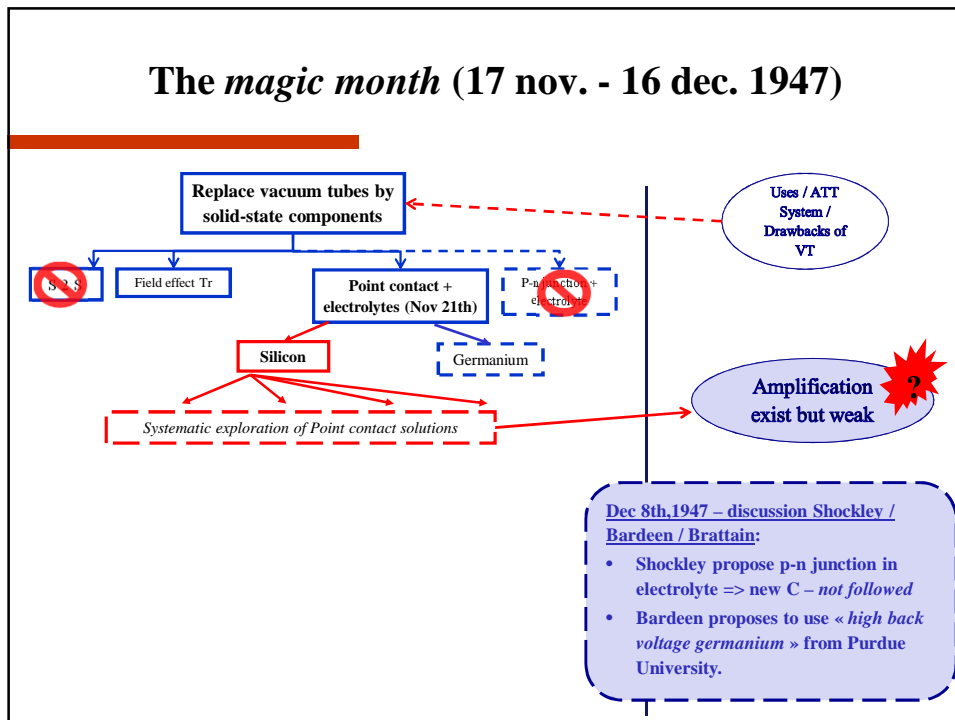 The magic month (17 nov. - 16 dec. 1947)
Replace vacuum tubes by
solid-state components
Uses / ATT
System /
Drawbacks of
VT
S 2 S
Field effect Tr
Point contact +
electrolytes (Nov 21th)
P-n junction +
electrolyte
Silicon
Germanium
Systematic exploration of Point contact solutions
Amplification
exist but weak
?
Dec 8th,1947 – discussion Shockley /
Bardeen / Brattain:
• Shockley propose p-n junction in
electrolyte => new C – not followed
• Bardeen proposes to use « high back
voltage germanium » from Purdue
University.